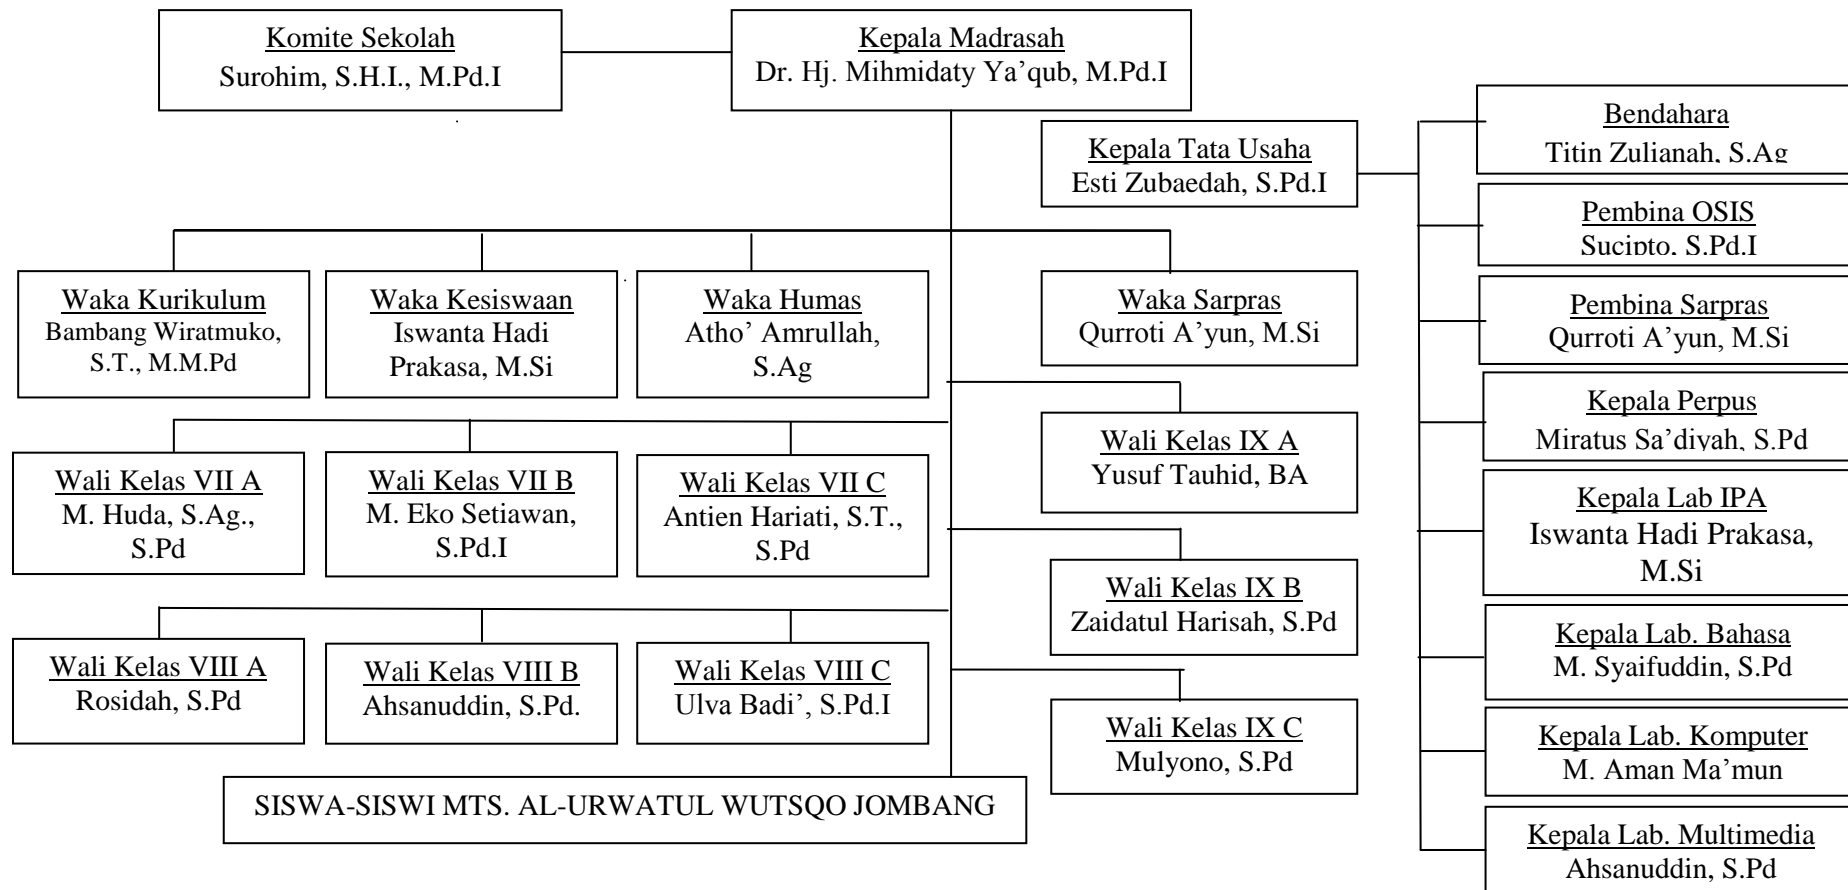 Komite Sekolah
Surohim, S.H.I., M.Pd.I
Kepala Madrasah
Dr. Hj. Mihmidaty Ya’qub, M.Pd.I
Kepala Tata Usaha
Esti Zubaedah, S.Pd.I
Bendahara
Titin Zulianah, S.Ag
Pembina OSIS
Sucipto, S.Pd.I
Pembina Sarpras
Qurroti A’yun, M.Si
Kepala Perpus
Miratus Sa’diyah, S.Pd
Kepala Lab IPA
Iswanta Hadi Prakasa,
M.Si
Kepala Lab. Bahasa
M. Syaifuddin, S.Pd
Kepala Lab. Komputer
M. Aman Ma’mun
Kepala Lab. Multimedia
Ahsanuddin, S.Pd
Waka Kurikulum
Bambang Wiratmuko,
S.T., M.M.Pd
Waka Kesiswaan
Iswanta Hadi
Prakasa, M.Si
Waka Humas
Atho’ Amrullah,
S.Ag
Waka Sarpras
Qurroti A’yun, M.Si
Wali Kelas VII A
M. Huda, S.Ag.,
S.Pd
Wali Kelas VII B
M. Eko Setiawan,
S.Pd.I
Wali Kelas VII C
Antien Hariati, S.T.,
S.Pd
Wali Kelas IX A
Yusuf Tauhid, BA
Wali Kelas IX B
Zaidatul Harisah, S.Pd
Wali Kelas VIII A
Rosidah, S.Pd
Wali Kelas VIII B
Ahsanuddin, S.Pd.
Wali Kelas VIII C
Ulva Badi’, S.Pd.I
Wali Kelas IX C
Mulyono, S.Pd
SISWA-SISWI MTS. AL-URWATUL WUTSQO JOMBANG